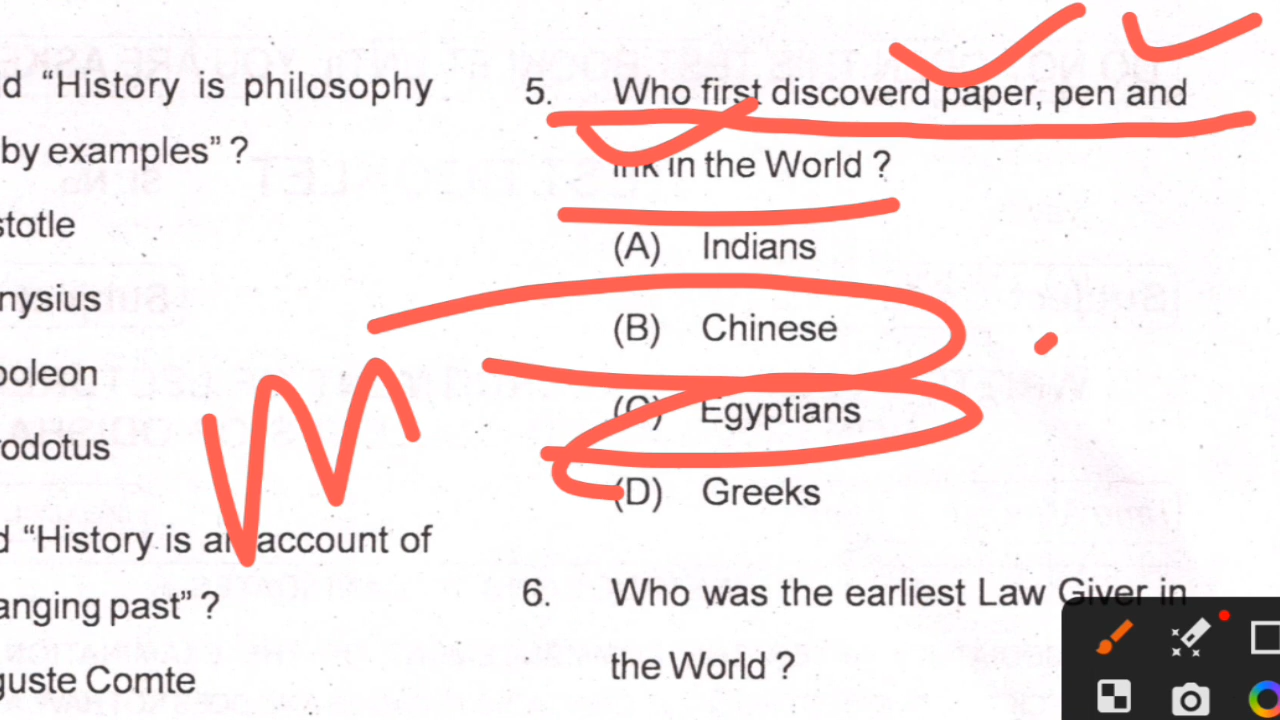 d “History is philosophy
by examples” ?
stotle
nysius
poleon
rodotus
d “History is an account of
anging past” ?
guste Comte
5. Who first discoverd paper, pen and
ink in the World ?
(A) Indians
(B) Chinese
(C) Egyptians
(D) Greeks
6. Who was the earliest Law Giver in
the World ?